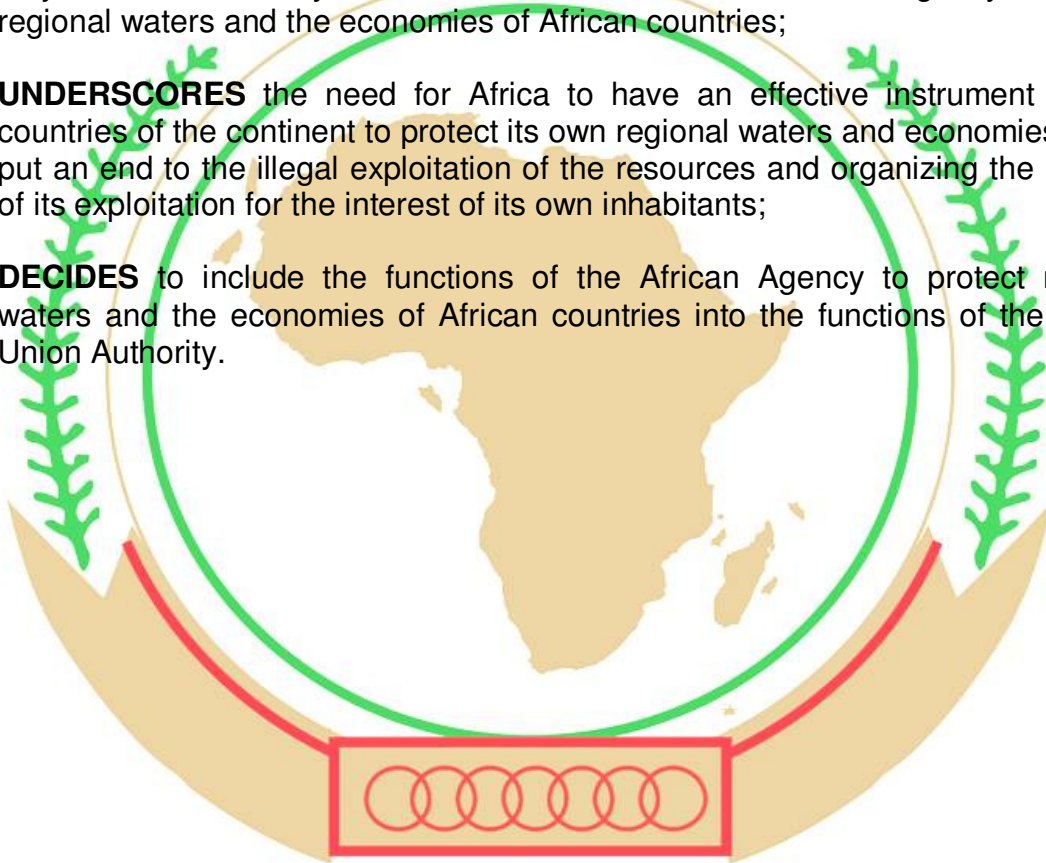 regional waters and the economies of African countries;
UNDERSCORES the need for Africa to have an effective instrument
countries of the continent to protect its own regional waters and economies
put an end to the illegal exploitation of the resources and organizing the
of its exploitation for the interest of its own inhabitants;
DECIDES to include the functions of the African Agency to protect
waters and the economies of African countries into the functions of the
Union Authority.